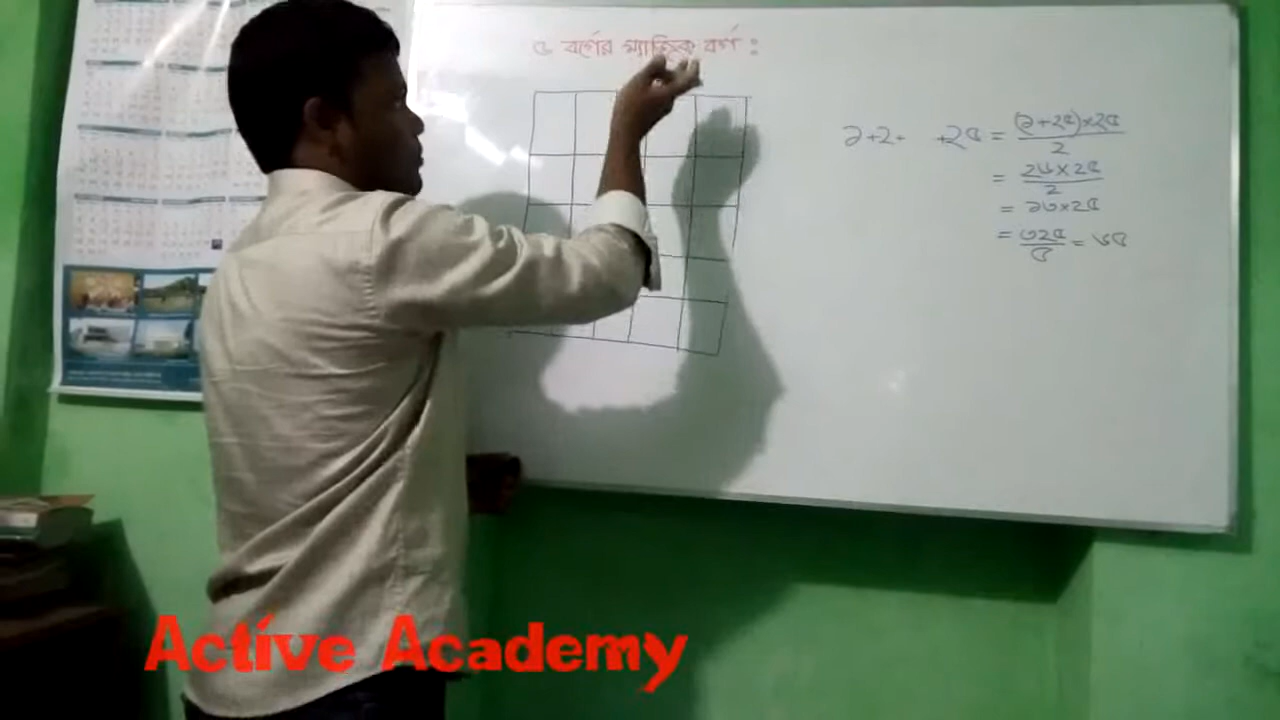 ৫ বর্গের ম্যাজিক বর্গ :
১+২+ +২৫ = (১+২৫)×২৫ / ২
= ২৬×২৫ / ২
= ১৩×২৫
= ৩২৫ / ৫ = ৬৫
Active Academy